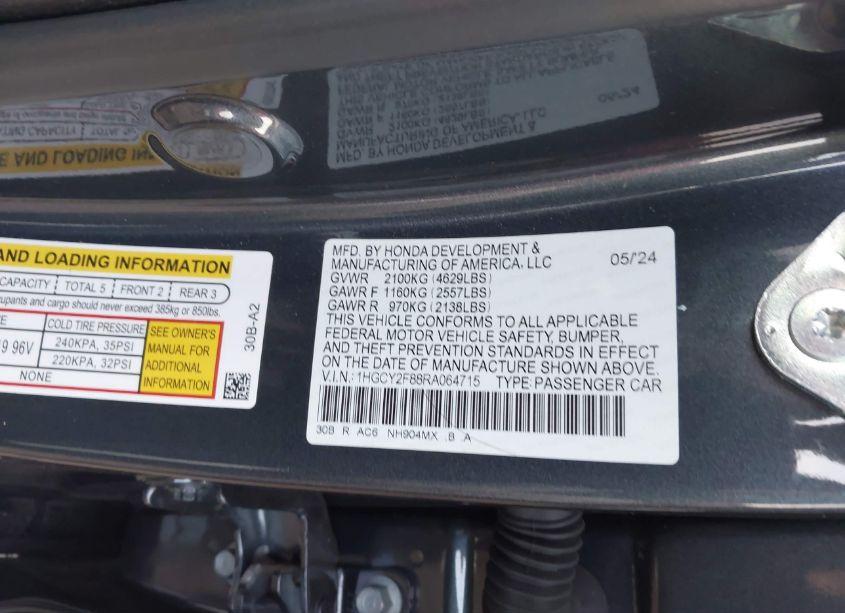 AND LOADING INFORMATION
CAPACITY TOTAL 5 FRONT 2 REAR 3
cupants and cargo should never exceed 385kg or 850lbs.
COLD TIRE PRESSURE
SEE OWNER'S
MANUAL FOR
ADDITIONAL
INFORMATION
19 96V
240KPA, 35PSI
220KPA, 32PSI
NONE
30B-A2
MFD. BY HONDA DEVELOPMENT &
MANUFACTURING OF AMERICA, LLC
05/24
GVWR 2100KG (4629LBS)
GAWR F 1160KG (2557LBS)
GAWR R 970KG (2138LBS)
THIS VEHICLE CONFORMS TO ALL APPLICABLE
FEDERAL MOTOR VEHICLE SAFETY, BUMPER,
AND THEFT PREVENTION STANDARDS IN EFFECT
ON THE DATE OF MANUFACTURE SHOWN ABOVE.
V.I.N.: 1HGCY2F88RA064715 TYPE:PASSENGER CAR
30B R AC6 NH904MX .B .A